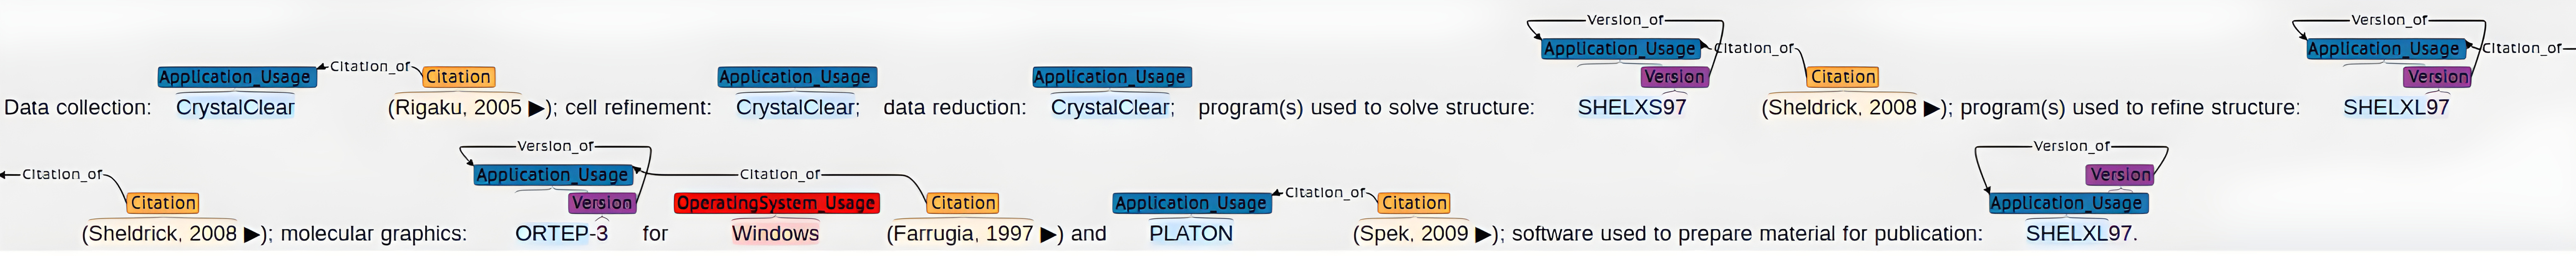 Version_of Version_of
Application_Usage Citation_of Application_Usage Citation_of
Application_Usage Citation_of Citation Application_Usage Application_Usage Version Citation Version
Data collection: CrystalClear (Rigaku, 2005 ▶); cell refinement: CrystalClear; data reduction: CrystalClear; program(s) used to solve structure: SHELXS97 (Sheldrick, 2008 ▶); program(s) used to refine structure: SHELXL97
Version_of Version_of
Citation_of Application_Usage Citation_of Version
Citation Version OperatingSystem_Usage Citation Application_Usage Citation_of Citation Application_Usage
(Sheldrick, 2008 ▶); molecular graphics: ORTEP-3 for Windows (Farrugia, 1997 ▶) and PLATON (Spek, 2009 ▶); software used to prepare material for publication: SHELXL97.